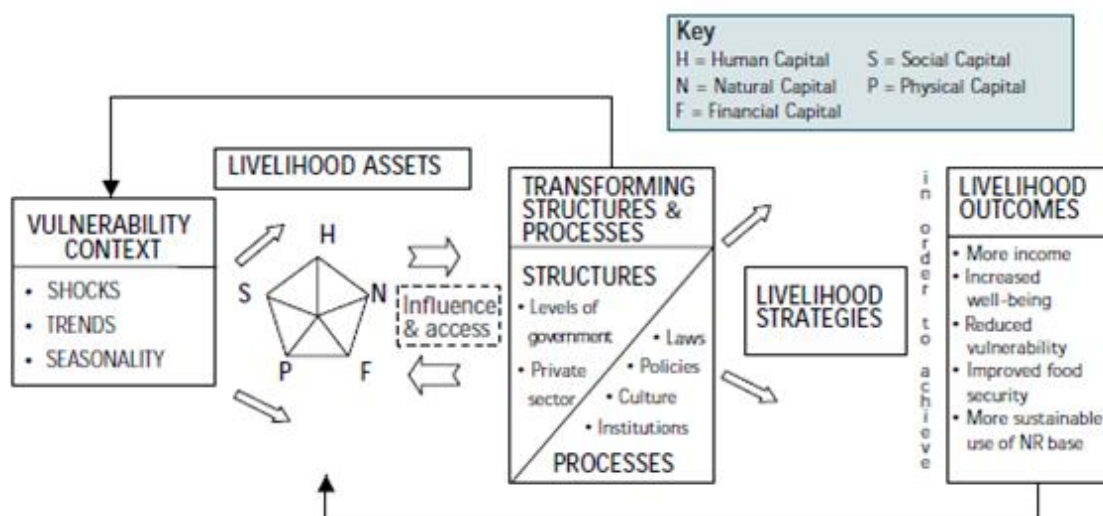 Key
H = Human Capital S = Social Capital
N = Natural Capital P = Physical Capital
F = Financial Capital
LIVELIHOOD ASSETS
VULNERABILITY
CONTEXT
• SHOCKS
• TRENDS
• SEASONALITY
H
S
N
P
F
Influence
& access
TRANSFORMING
STRUCTURES &
PROCESSES
STRUCTURES
• Levels of
government
• Private
sector
• Laws
• Policies
• Culture
• Institutions
PROCESSES
LIVELIHOOD
STRATEGIES
in order to achieve
LIVELIHOOD
OUTCOMES
• More income
• Increased
well-being
• Reduced
vulnerability
• Improved food
security
• More sustainable
use of NR base